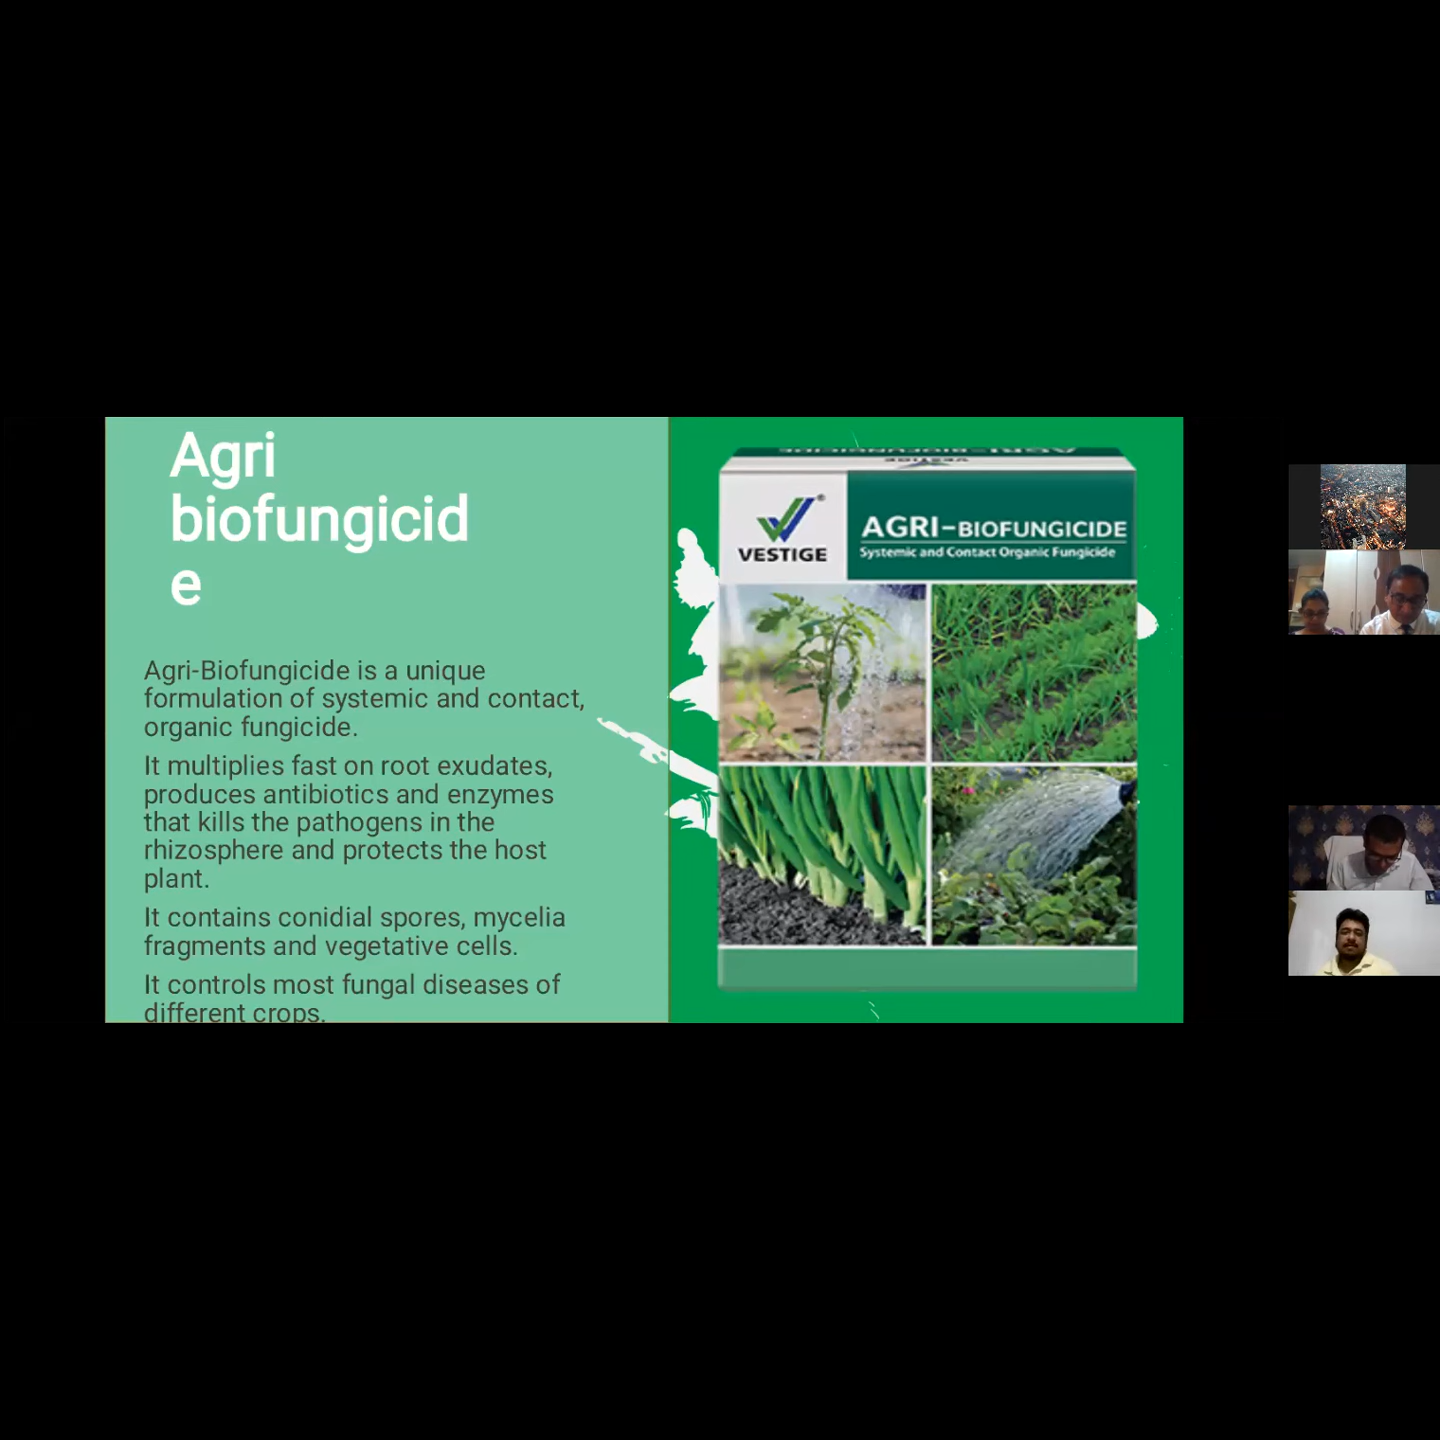 Agri
biofungicid
e
Agri-Biofungicide is a unique
formulation of systemic and contact,
organic fungicide.
It multiplies fast on root exudates,
produces antibiotics and enzymes
that kills the pathogens in the
rhizosphere and protects the host
plant.
It contains conidial spores, mycelia
fragments and vegetative cells.
It controls most fungal diseases of
different crops.
AGRI-BIOFUNGICIDE
VESTIGE
VESTIGE
AGRI-BIOFUNGICIDE
Systemic and Contact Organic Fungicide